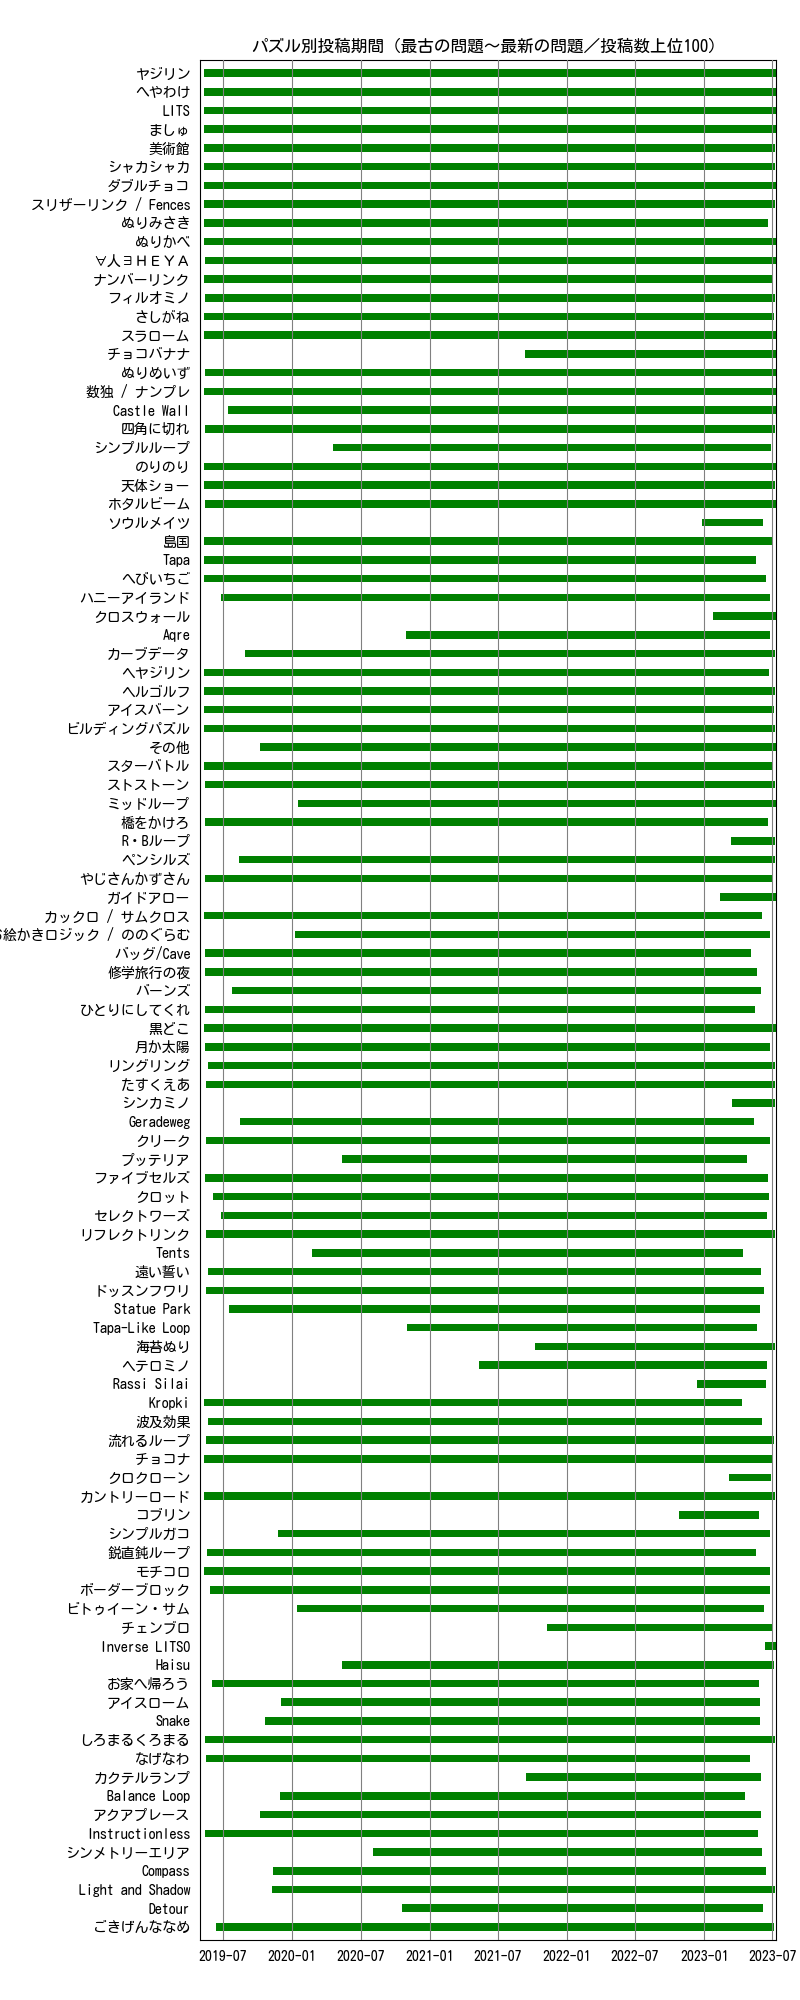 パズル別投稿期間（最古の問題～最新の問題／投稿数上位100）
ヤジリン
へやわけ
LITS
ましゅ
美術館
シャカシャカ
ダブルチョコ
スリザーリンク / Fences
ぬりみさき
ぬりかべ
∀人∃ＨＥＹＡ
ナンバーリンク
フィルオミノ
さしがね
スラローム
チョコバナナ
ぬりめいず
数独 / ナンプレ
Castle Wall
四角に切れ
シンプルループ
のりのり
天体ショー
ホタルビーム
ソウルメイツ
島国
Tapa
へびいちご
ハニーアイランド
クロスウォール
Aqre
カーブデータ
ヘヤジリン
ヘルゴルフ
アイスバーン
ビルディングパズル
その他
スターバトル
ストストーン
ミッドループ
橋をかけろ
R・Bループ
ペンシルズ
やじさんかずさん
ガイドアロー
カックロ / サムクロス
絵かきロジック / ののぐらむ
バッグ/Cave
修学旅行の夜
バーンズ
ひとりにしてくれ
黒どこ
月か太陽
リングリング
たすくえあ
シンカミノ
Geradeweg
クリーク
プッテリア
ファイブセルズ
クロット
セレクトワーズ
リフレクトリンク
Tents
遠い誓い
ドッスンフワリ
Statue Park
Tapa-Like Loop
海苔ぬり
ヘテロミノ
Rassi Silai
Kropki
波及効果
流れるループ
チョコナ
クロクローン
カントリーロード
コブリン
シンプルガコ
鋭直鈍ループ
モチコロ
ボーダーブロック
ビトゥイーン・サム
チェンブロ
Inverse LITSO
Haisu
お家へ帰ろう
アイスローム
Snake
しろまるくろまる
なげなわ
カクテルランプ
Balance Loop
アクアプレース
Instructionless
シンメトリーエリア
Compass
Light and Shadow
Detour
ごきげんななめ
2019-07 2020-01 2020-07 2021-01 2021-07 2022-01 2022-07 2023-01 2023-07